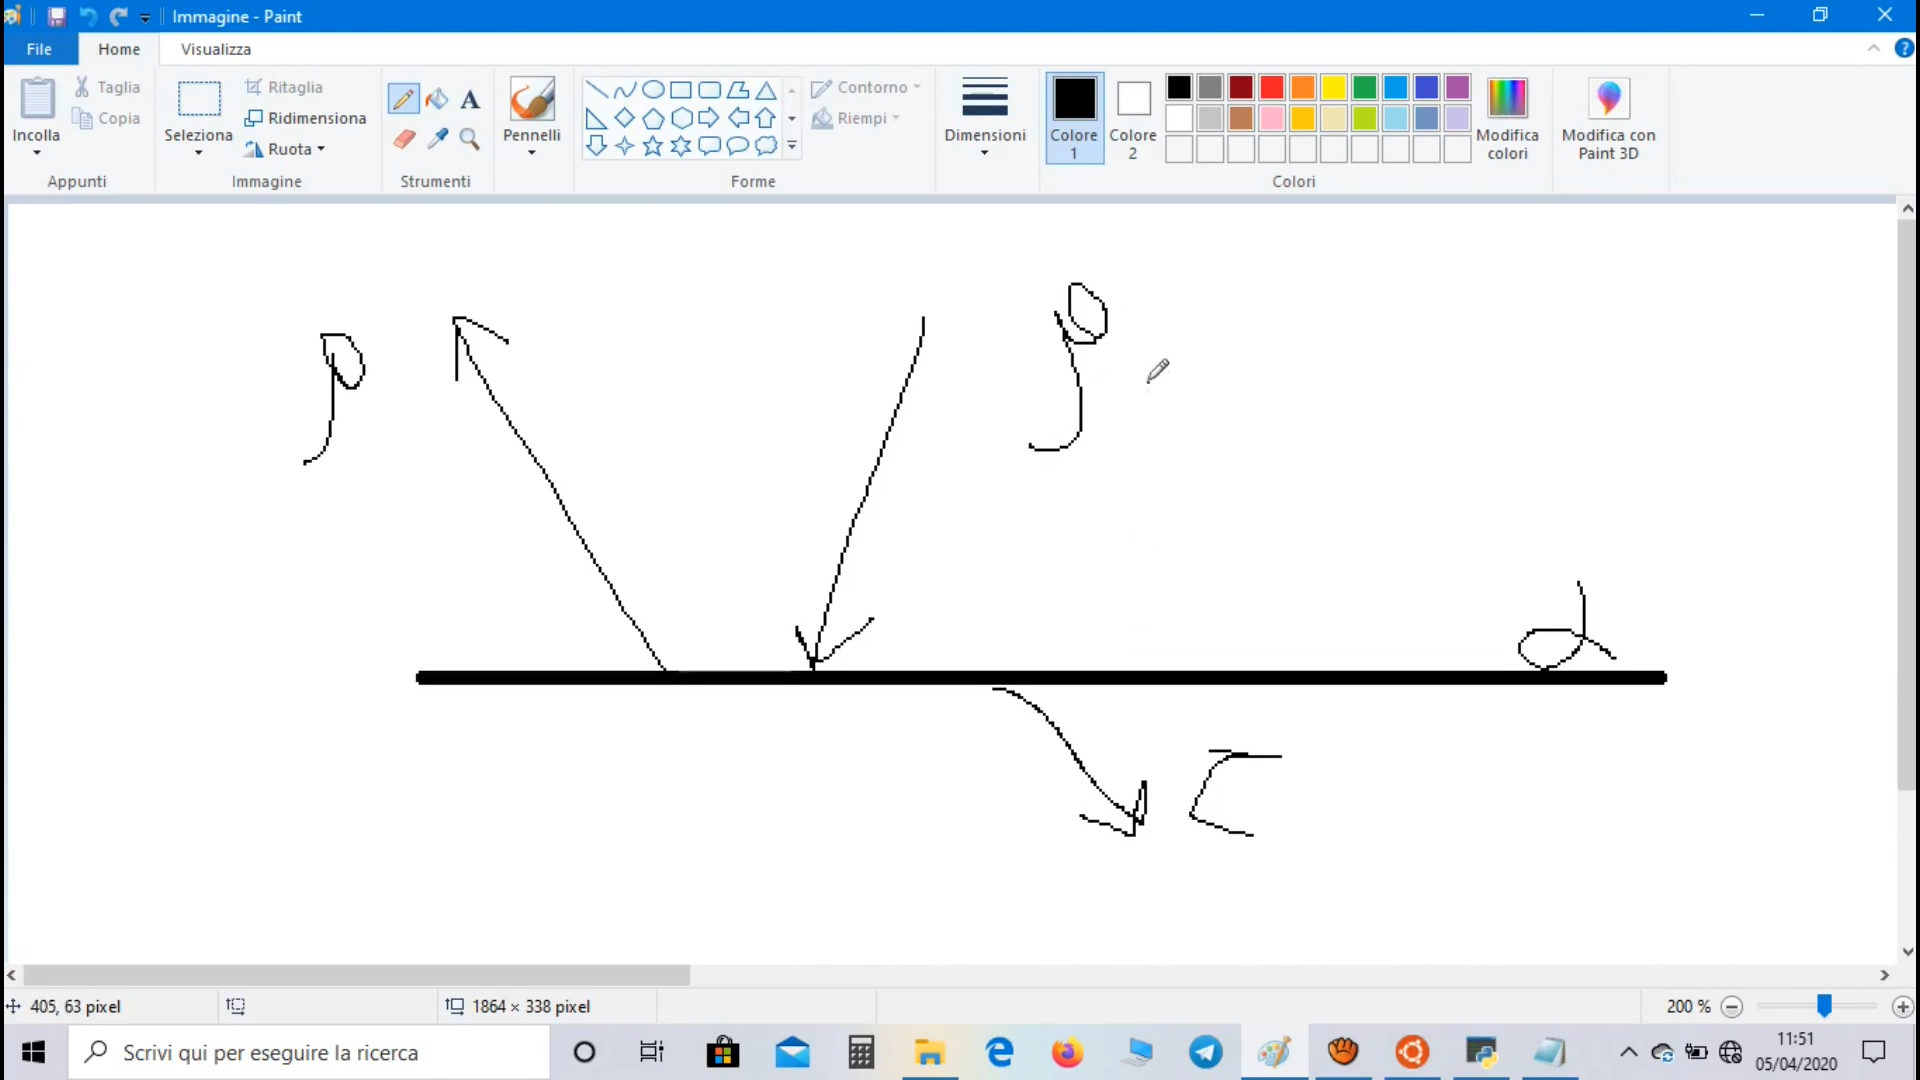 Immagine - Paint
File Home Visualizza
Incolla
Taglia
Copia
Appunti
Seleziona
Ritaglia
Ridimensiona
Ruota
Immagine
A
Strumenti
Pennelli
Contorno
Riempi
Forme
Dimensioni
Colore 1
Colore 2
Modifica colori
Modifica con Paint 3D
Colori
p
d
405, 63 pixel
1864 × 338 pixel
200 %
Scrivi qui per eseguire la ricerca
11:51
05/04/2020